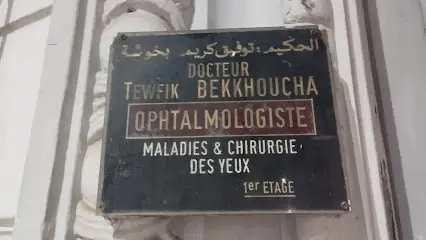 الحكيم : توفيق كريم بخوشة
DOCTEUR
TEWFIK BEKKHOUCHA
OPHTALMOLOGISTE
MALADIES & CHIRURGIE
DES YEUX
1er ETAGE